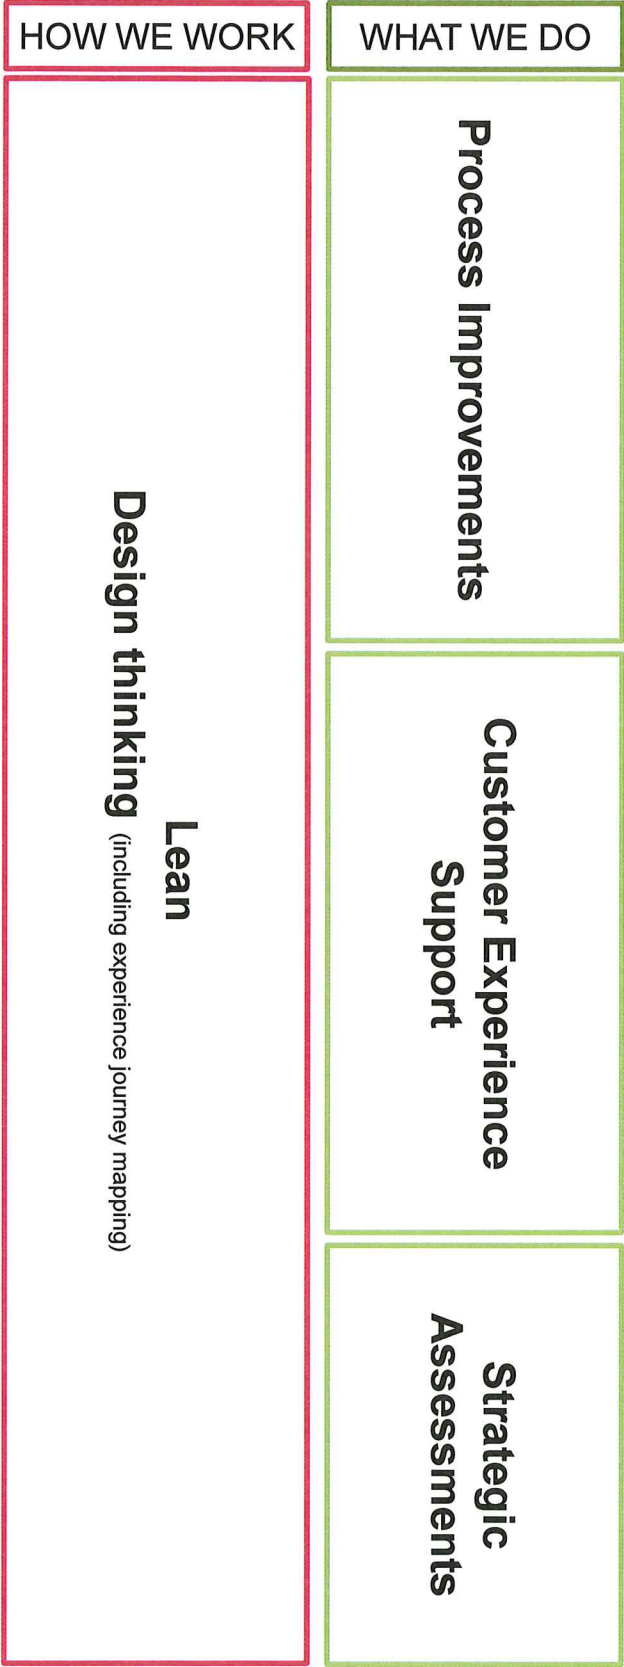 WHAT WE DO
Process Improvements
Customer Experience
Support
Strategic
Assessments
HOW WE WORK
Lean
Design thinking (including experience journey mapping)